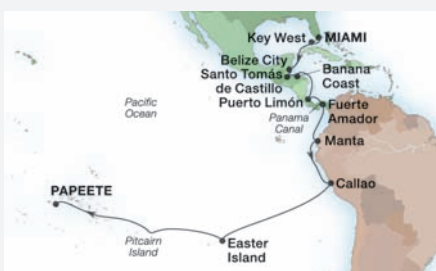 Key West
MIAMI
Belize City
Santo Tomás
de Castillo
Banana
Coast
Puerto Limón
Pacific
Ocean
Panama
Canal
Fuerte
Amador
Manta
PAPEETE
Callao
Pitcairn
Island
Easter
Island